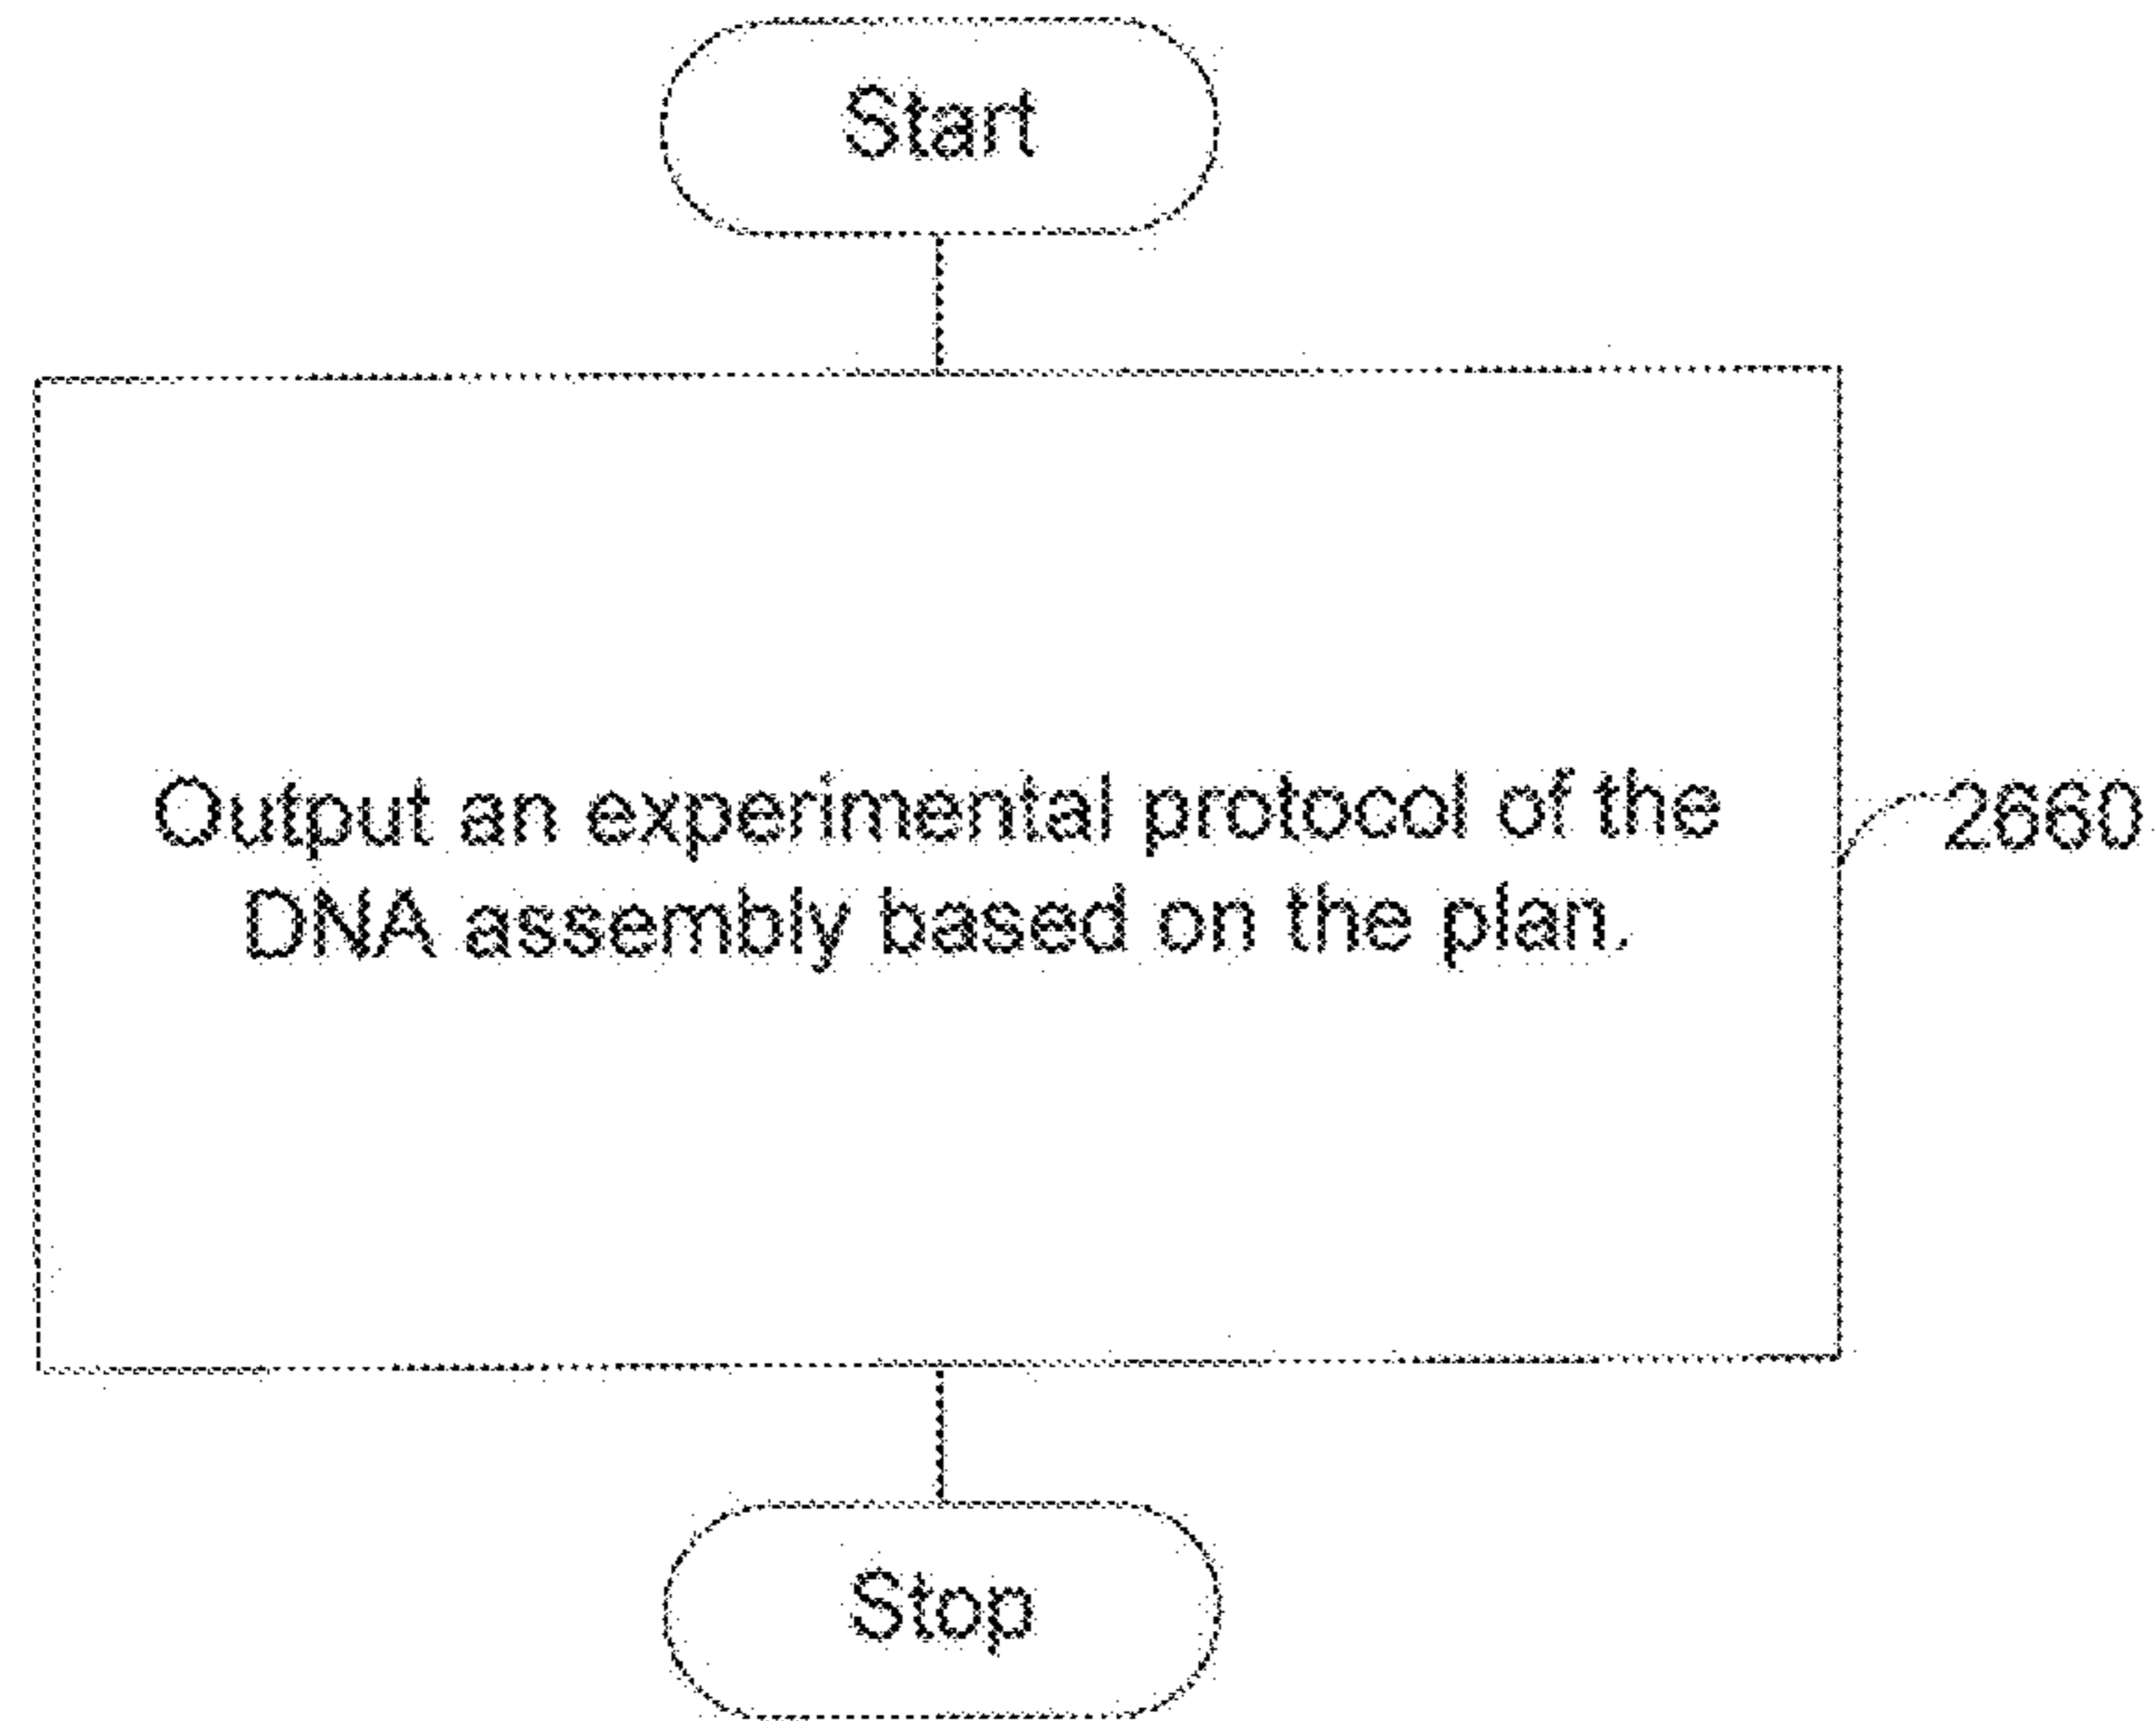 Start
Output an experimental protocol of the
DNA assembly based on the plan.
2660
Stop